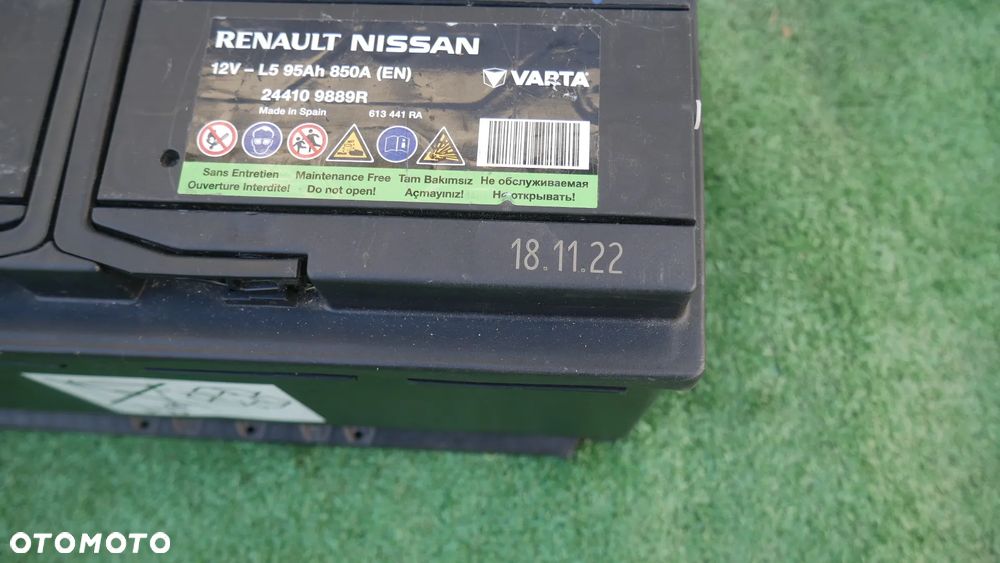 RENAULT NISSAN
12V – L5 95Ah 850A (EN)
VARTA
24410 9889R
Made in Spain 613 441 RA
Sans Entretien Maintenance Free Tam Bakımsız Не обслуживаемая
Ouverture Interdite! Do not open! Açmayınız! Не открывать!
18.11.22
OTOMOTO